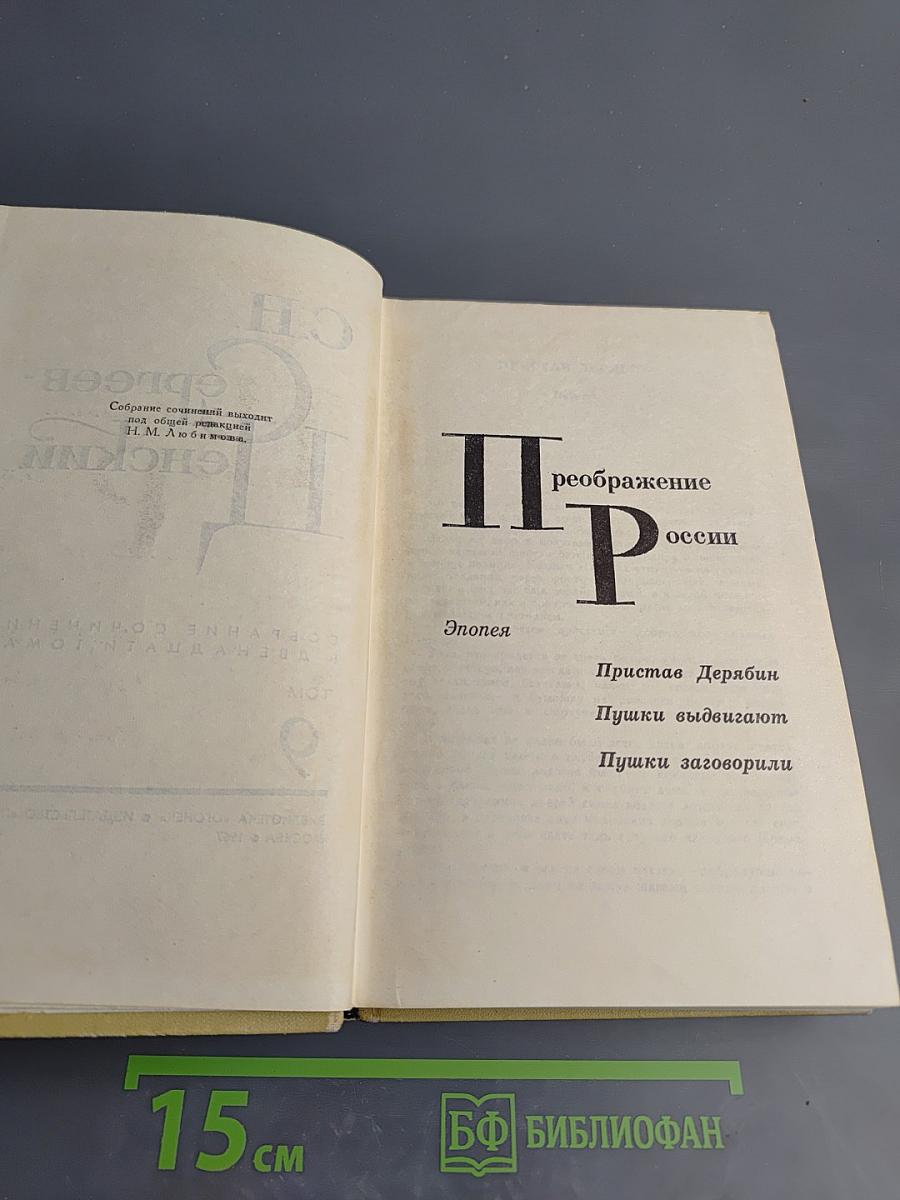 Собрание сочинений выходит
под общей редакцией
Н. М. Любимова.
Преображение
России
Эпопея
Пристав Дерябин
Пушки выдвигают
Пушки заговорили
15 см
БФ БИБЛИОФАН